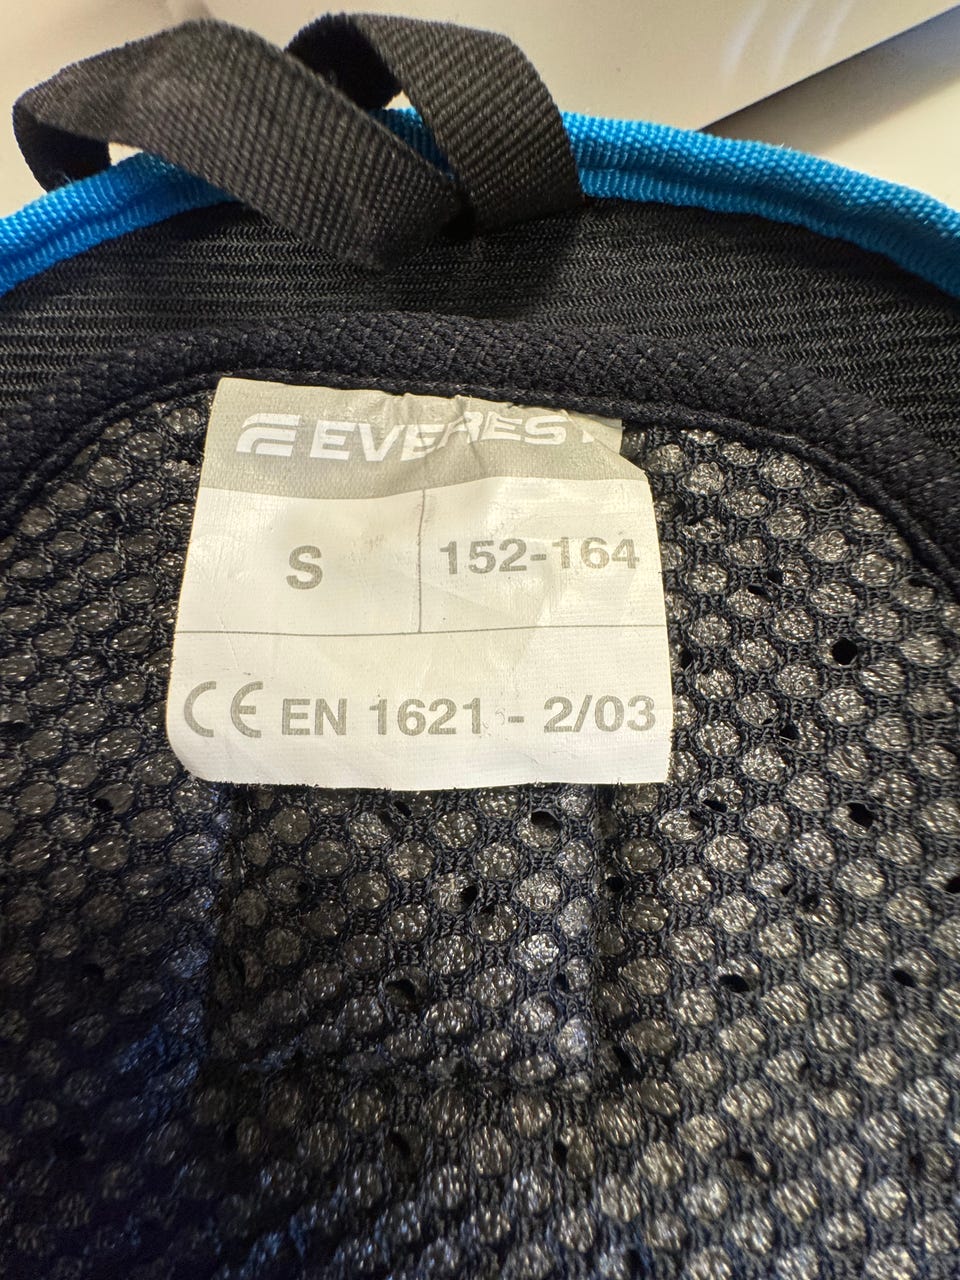 EVEREST
S 152-164
CE EN 1621 - 2/03